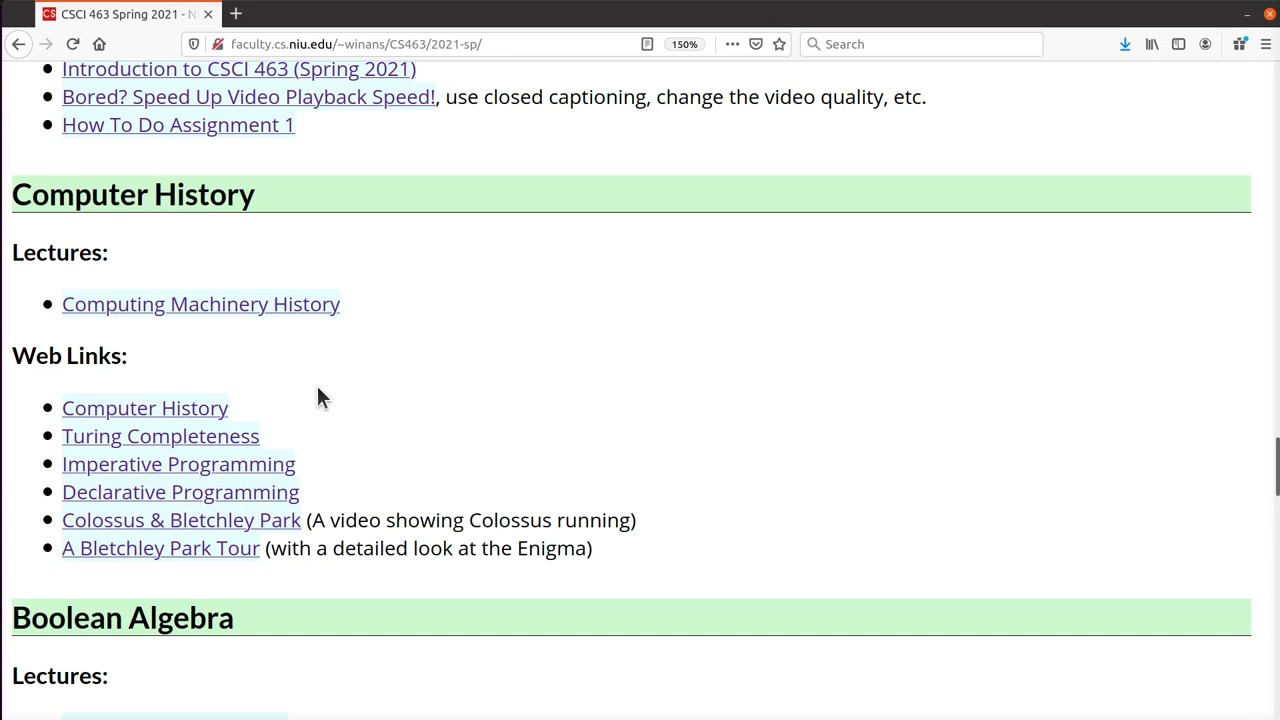 CSCI 463 Spring 2021 - N
faculty.cs.niu.edu/~winans/CS463/2021-sp/
150%
Search
Introduction to CSCI 463 (Spring 2021)
Bored? Speed Up Video Playback Speed!, use closed captioning, change the video quality, etc.
How To Do Assignment 1
Computer History
Lectures:
Computing Machinery History
Web Links:
Computer History
Turing Completeness
Imperative Programming
Declarative Programming
Colossus & Bletchley Park (A video showing Colossus running)
A Bletchley Park Tour (with a detailed look at the Enigma)
Boolean Algebra
Lectures: